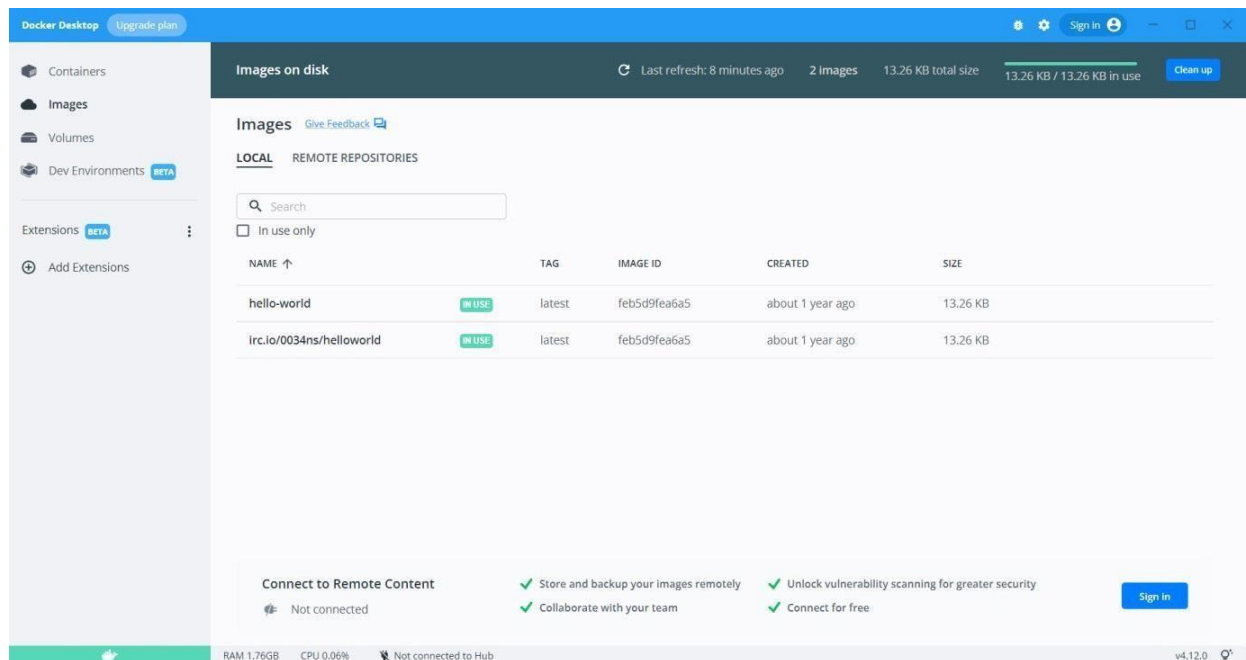 Docker Desktop Upgrade plan Sign in
Containers
Images
Volumes
Dev Environments BETA
Extensions BETA
Add Extensions
Images on disk Last refresh: 8 minutes ago 2 images 13.26 KB total size 13.26 KB / 13.26 KB in use Clean up
Images Give Feedback
LOCAL REMOTE REPOSITORIES
Search
In use only
NAME TAG IMAGE ID CREATED SIZE
hello-world IN USE latest feb5d9fea6a5 about 1 year ago 13.26 KB
irc.io/0034ns/helloworld IN USE latest feb5d9fea6a5 about 1 year ago 13.26 KB
Connect to Remote Content
Not connected
Store and backup your images remotely
Collaborate with your team
Unlock vulnerability scanning for greater security
Connect for free
Sign in
RAM 1.76GB CPU 0.06% Not connected to Hub v4.12.0